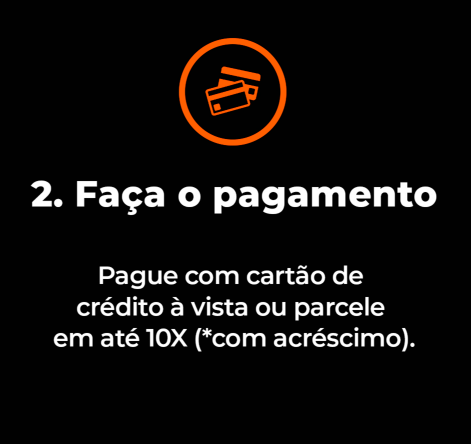 2. Faça o pagamento
Pague com cartão de
crédito à vista ou parcele
em até 10X (*com acréscimo).